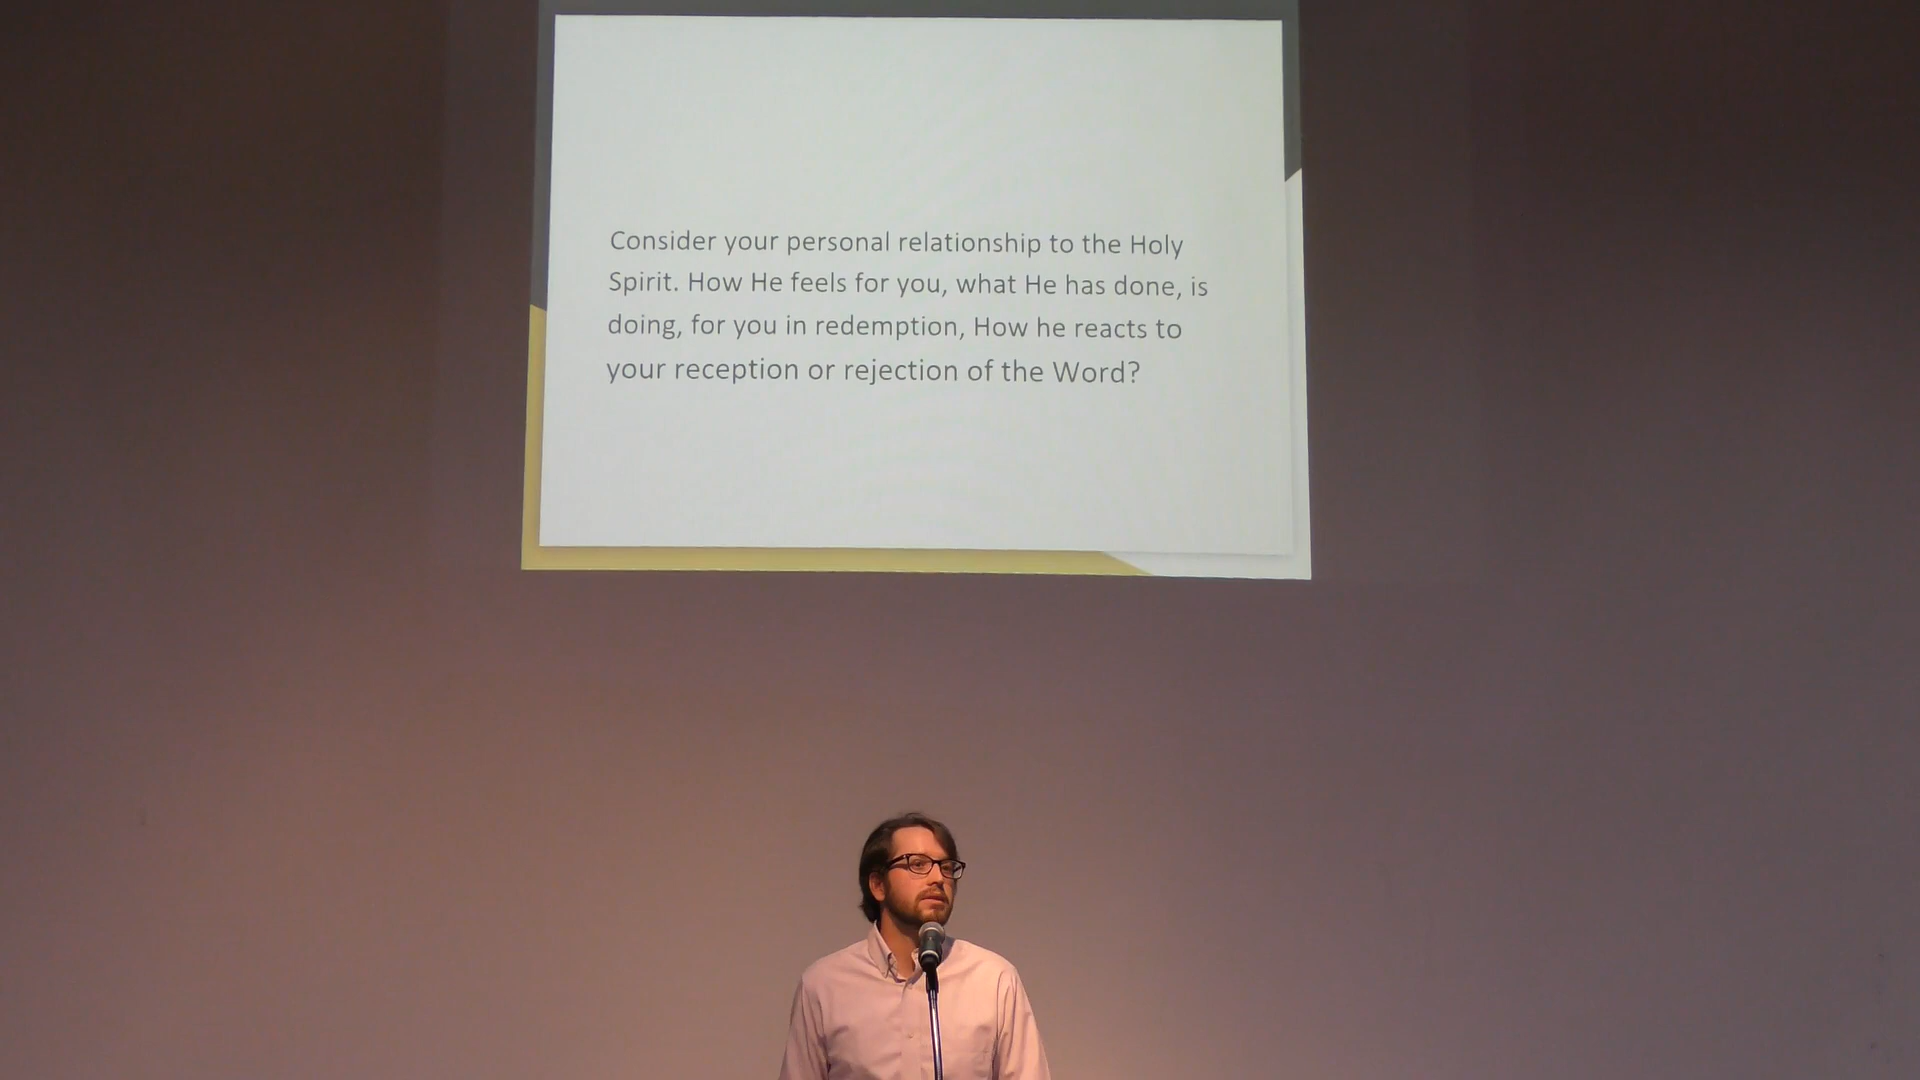 Consider your personal relationship to the Holy
Spirit. How He feels for you, what He has done, is
doing, for you in redemption, How he reacts to
your reception or rejection of the Word?